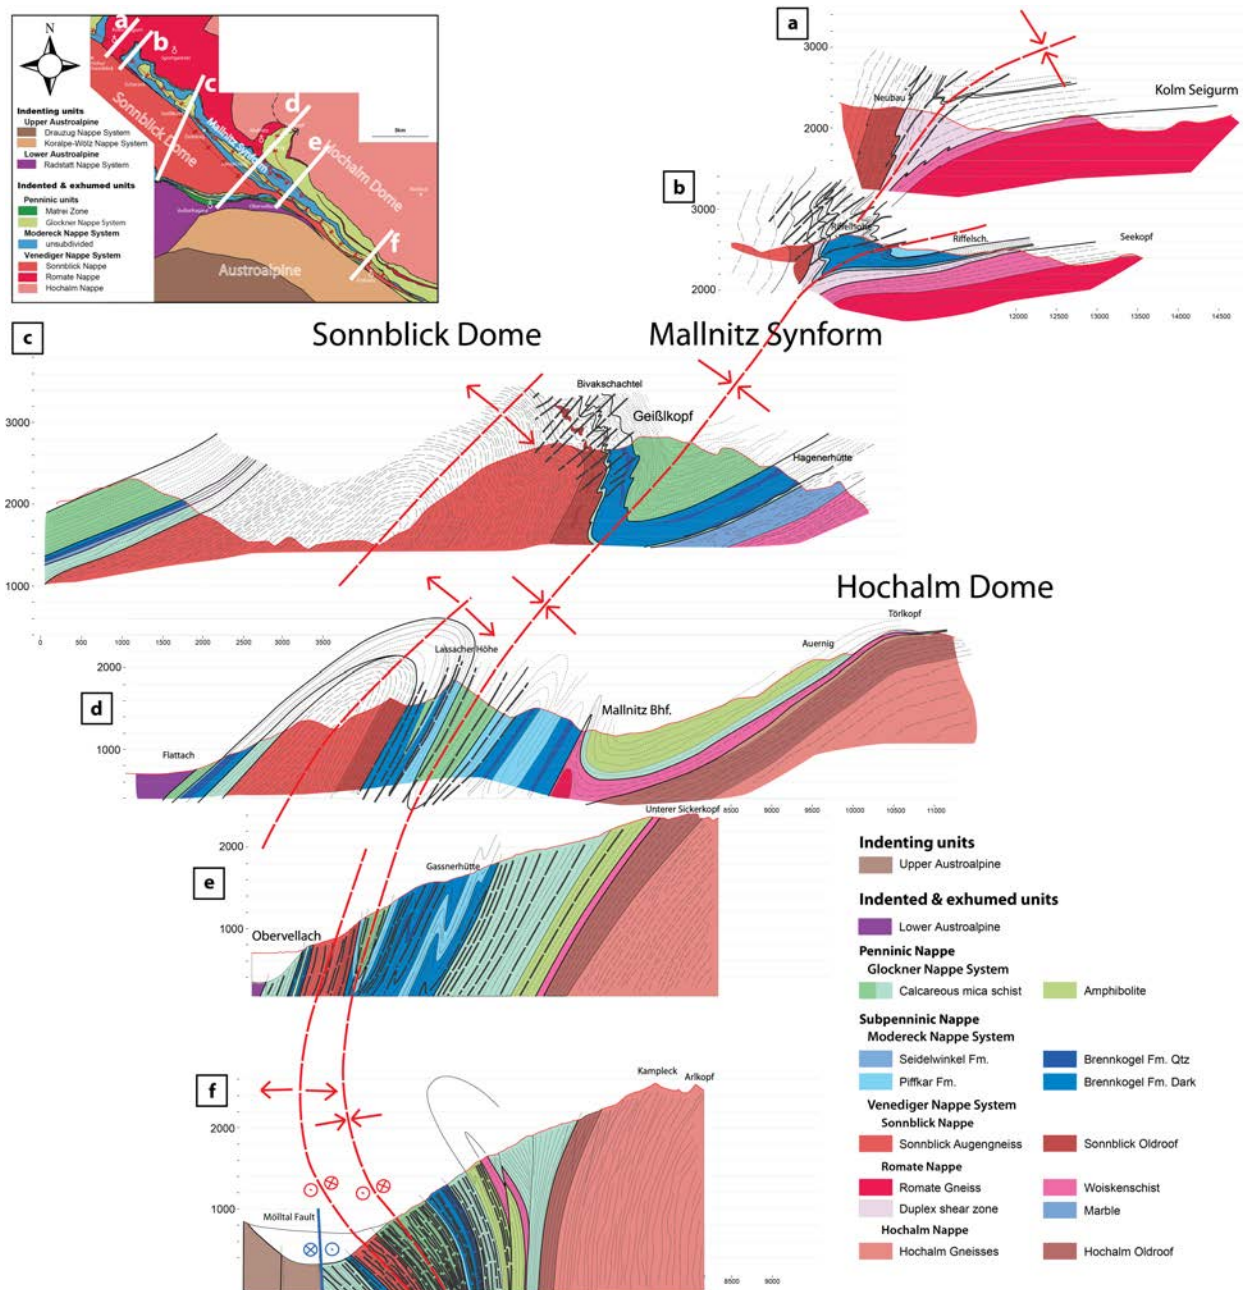 N
a
b
c
d
e
f
Sonnblick Dome
Mallnitz Synform
Hochalm Dome
Austroalpine
Indenting units
Upper Austroalpine
Drauzug Nappe System
Koralpe-Wölz Nappe System
Lower Austroalpine
Radstatt Nappe System
Indented & exhumed units
Penninic units
Matrei Zone
Glockner Nappe System
Modereck Nappe System
unsubdivided
Venediger Nappe System
Sonnblick Nappe
Romate Nappe
Hochalm Nappe
a
3000
2000
Neubau
Kolm Seigurm
b
3000
2000
Riffelsch.
Seekopf
12000 12500 13000 13500 14000 14500
c
Sonnblick Dome
Mallnitz Synform
Bivakschachtel
Geißlkopf
Hagenerhütte
3000
2000
1000
0 500 1000 1500 2000 2500 3000 3500
Hochalm Dome
d
2000
1000
Flattach
Lassacher Höhe
Mallnitz Bhf.
Auernig
Törlkopf
8500 9000 9500 10000 10500 11000
e
2000
1000
Obervellach
Gassnerhütte
Unterer Sickerkopf
f
2000
1000
Mölltal Fault
Kampleck
Arlkopf
8500 9000
Indenting units
Upper Austroalpine
Indented & exhumed units
Lower Austroalpine
Penninic Nappe
Glockner Nappe System
Calcareous mica schist
Amphibolite
Subpenninic Nappe
Modereck Nappe System
Seidelwinkel Fm.
Brennkogel Fm. Qtz
Piffkar Fm.
Brennkogel Fm. Dark
Venediger Nappe System
Sonnblick Nappe
Sonnblick Augengneiss
Sonnblick Oldroof
Romate Nappe
Romate Gneiss
Woiskenschist
Duplex shear zone
Marble
Hochalm Nappe
Hochalm Gneisses
Hochalm Oldroof